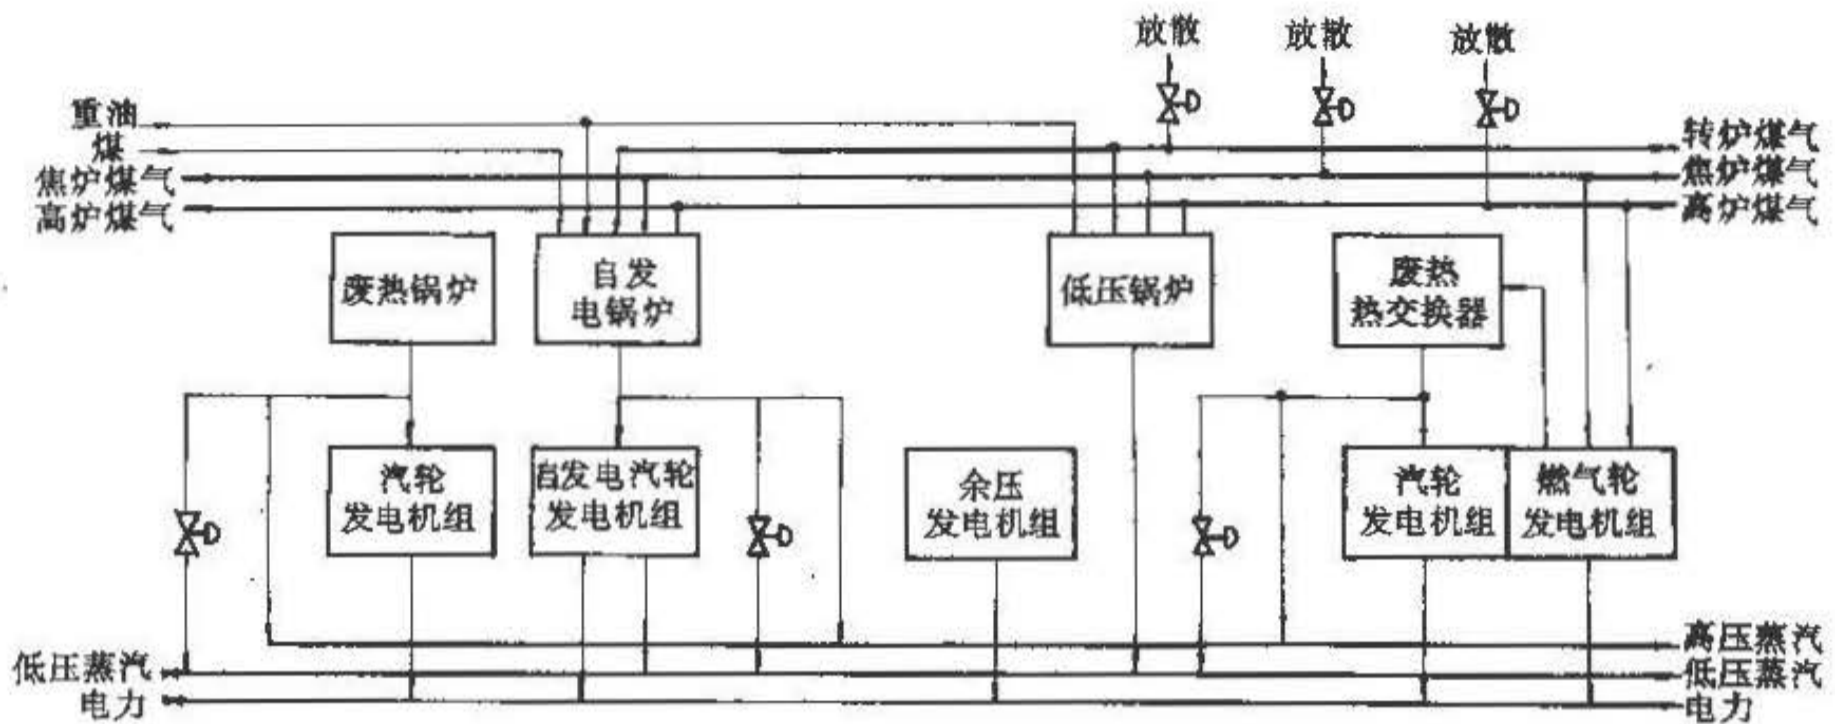 放散 放散 放散
重油
煤
焦炉煤气
高炉煤气
转炉煤气
焦炉煤气
高炉煤气
废热锅炉
自发
电锅炉
低压锅炉
废热
热交换器
汽轮
发电机组
自发电汽轮
发电机组
余压
发电机组
汽轮
发电机组
燃气轮
发电机组
低压蒸汽
电力
高压蒸汽
低压蒸汽
电力